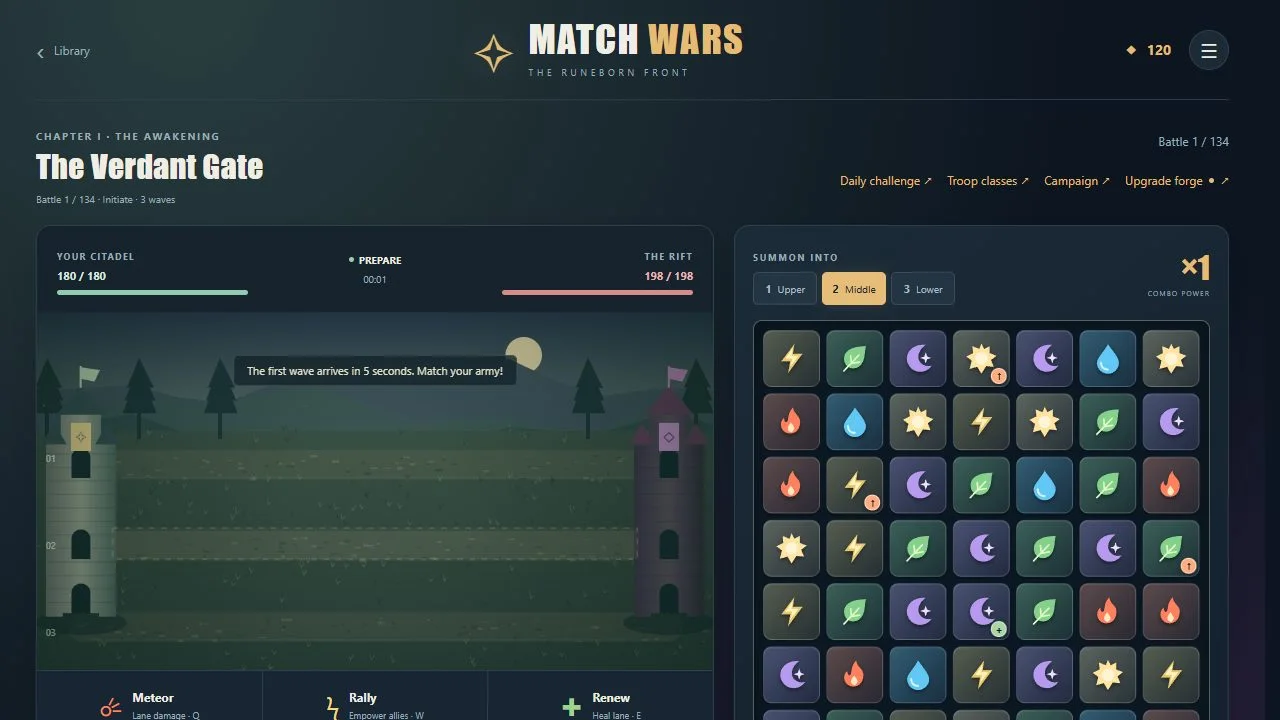 Library
MATCH WARS
THE RUNEBORN FRONT
120
CHAPTER I · THE AWAKENING
The Verdant Gate
Battle 1 / 134 · Initiate · 3 waves
Battle 1 / 134
Daily challenge ↗ Troop classes ↗ Campaign ↗ Upgrade forge ● ↗
YOUR CITADEL
180 / 180
PREPARE
00:01
THE RIFT
198 / 198
The first wave arrives in 5 seconds. Match your army!
01
02
03
Meteor
Lane damage · Q
Rally
Empower allies · W
Renew
Heal lane · E
SUMMON INTO
1 Upper 2 Middle 3 Lower
×1
COMBO POWER